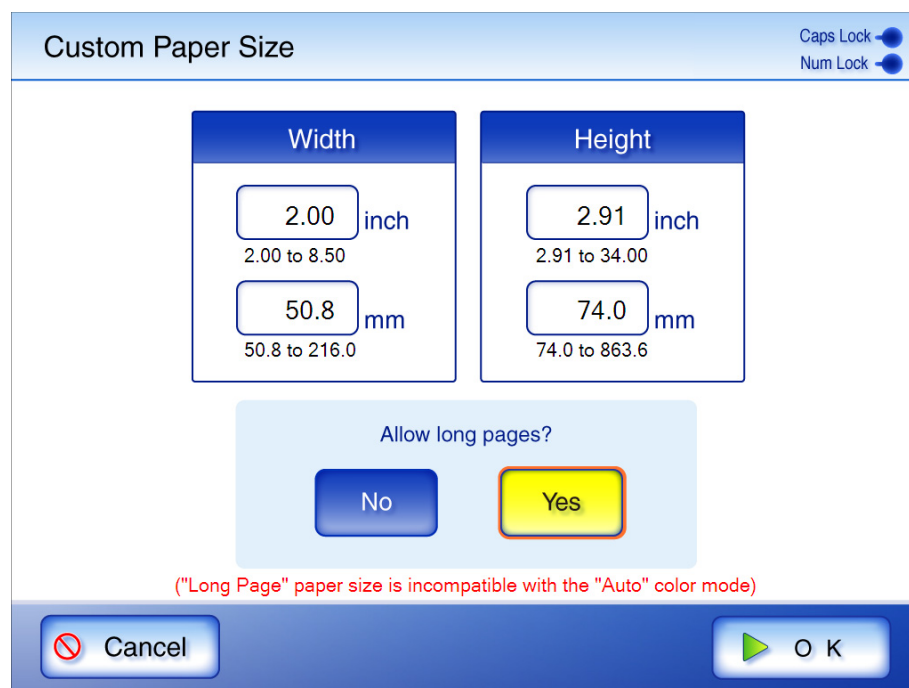 Custom Paper Size
Caps Lock
Num Lock
Width
2.00 inch
2.00 to 8.50
50.8 mm
50.8 to 216.0
Height
2.91 inch
2.91 to 34.00
74.0 mm
74.0 to 863.6
Allow long pages?
No
Yes
("Long Page" paper size is incompatible with the "Auto" color mode)
Cancel
O K